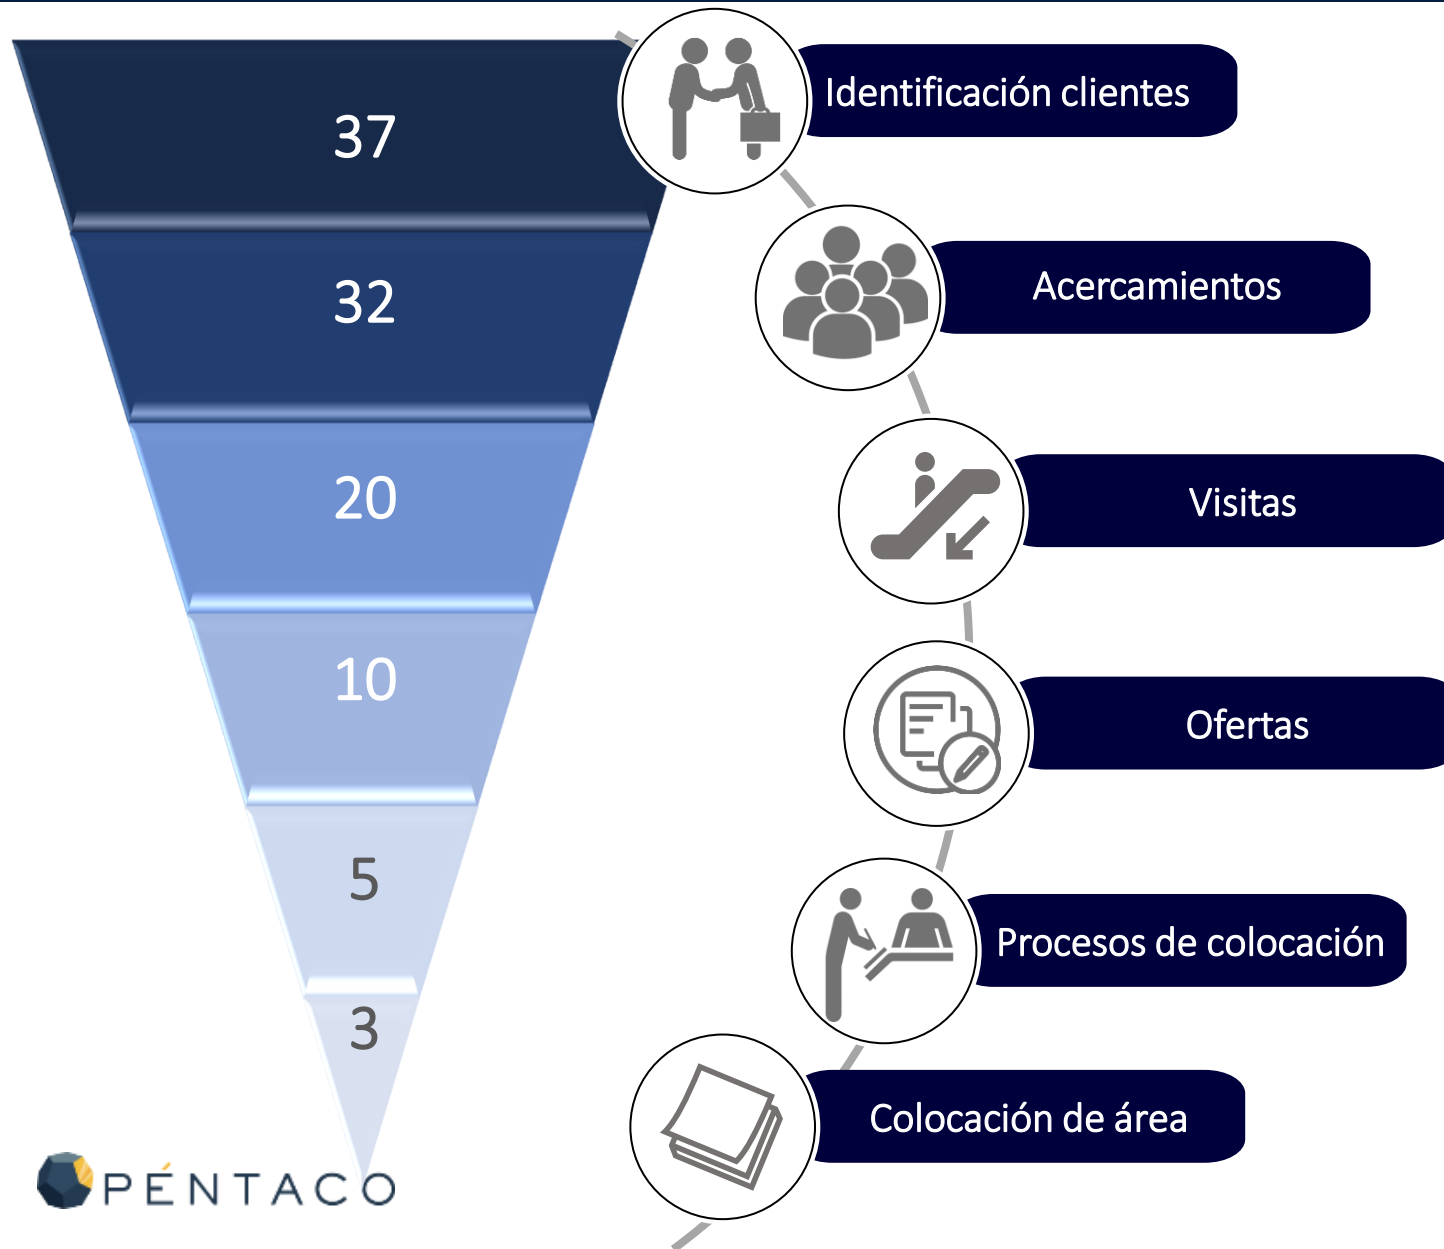 37
Identificación clientes
32
Acercamientos
20
Visitas
10
Ofertas
5
Procesos de colocación
3
Colocación de área
PÉNTACO